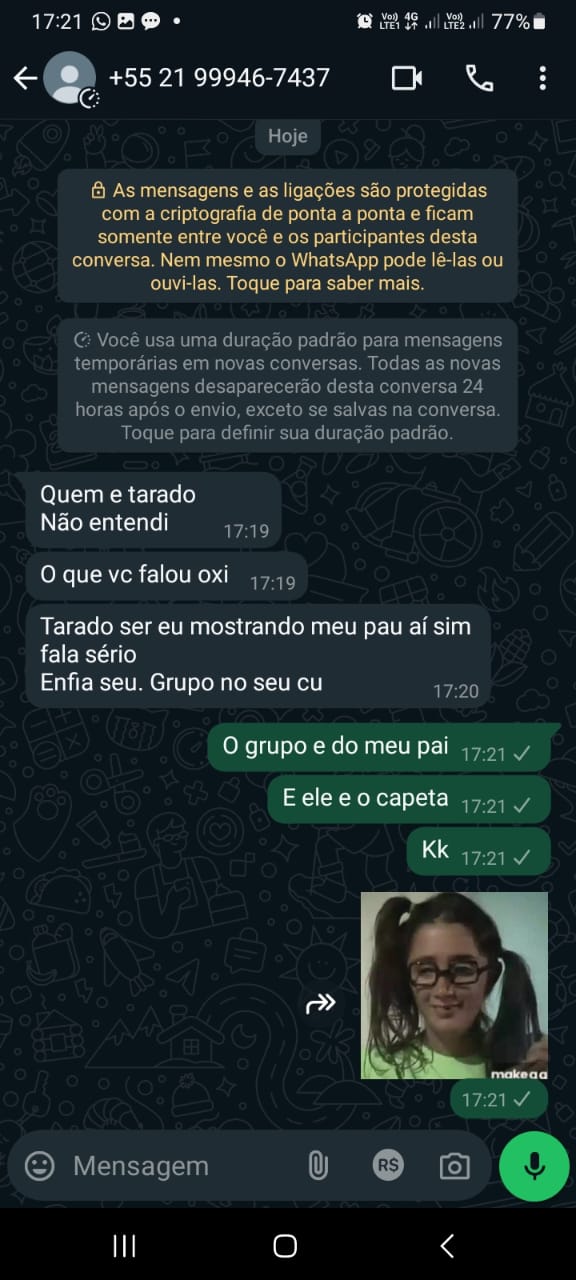 17:21 Vo)) LTE1 4G Vo)) LTE2 77%
+55 21 99946-7437
Hoje
As mensagens e as ligações são protegidas
com a criptografia de ponta a ponta e ficam
somente entre você e os participantes desta
conversa. Nem mesmo o WhatsApp pode lê-las ou
ouvi-las. Toque para saber mais.
Você usa uma duração padrão para mensagens
temporárias em novas conversas. Todas as novas
mensagens desaparecerão desta conversa 24
horas após o envio, exceto se salvas na conversa.
Toque para definir sua duração padrão.
Quem e tarado
Não entendi 17:19
O que vc falou oxi 17:19
Tarado ser eu mostrando meu pau aí sim
fala sério
Enfia seu. Grupo no seu cu 17:20
O grupo e do meu pai 17:21
E ele e o capeta 17:21
Kk 17:21
17:21
Mensagem R$